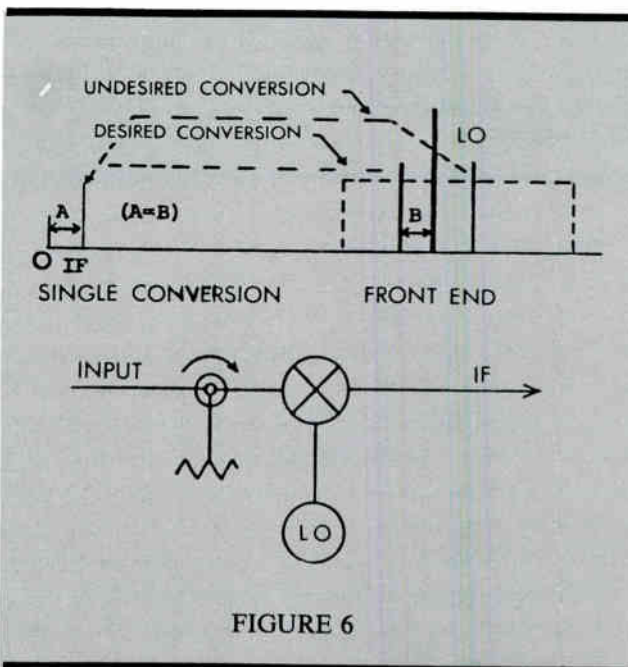 UNDESIRED CONVERSION
LO
DESIRED CONVERSION
A
(A=B)
B
O IF
SINGLE CONVERSION FRONT END
INPUT
IF
LO
FIGURE 6